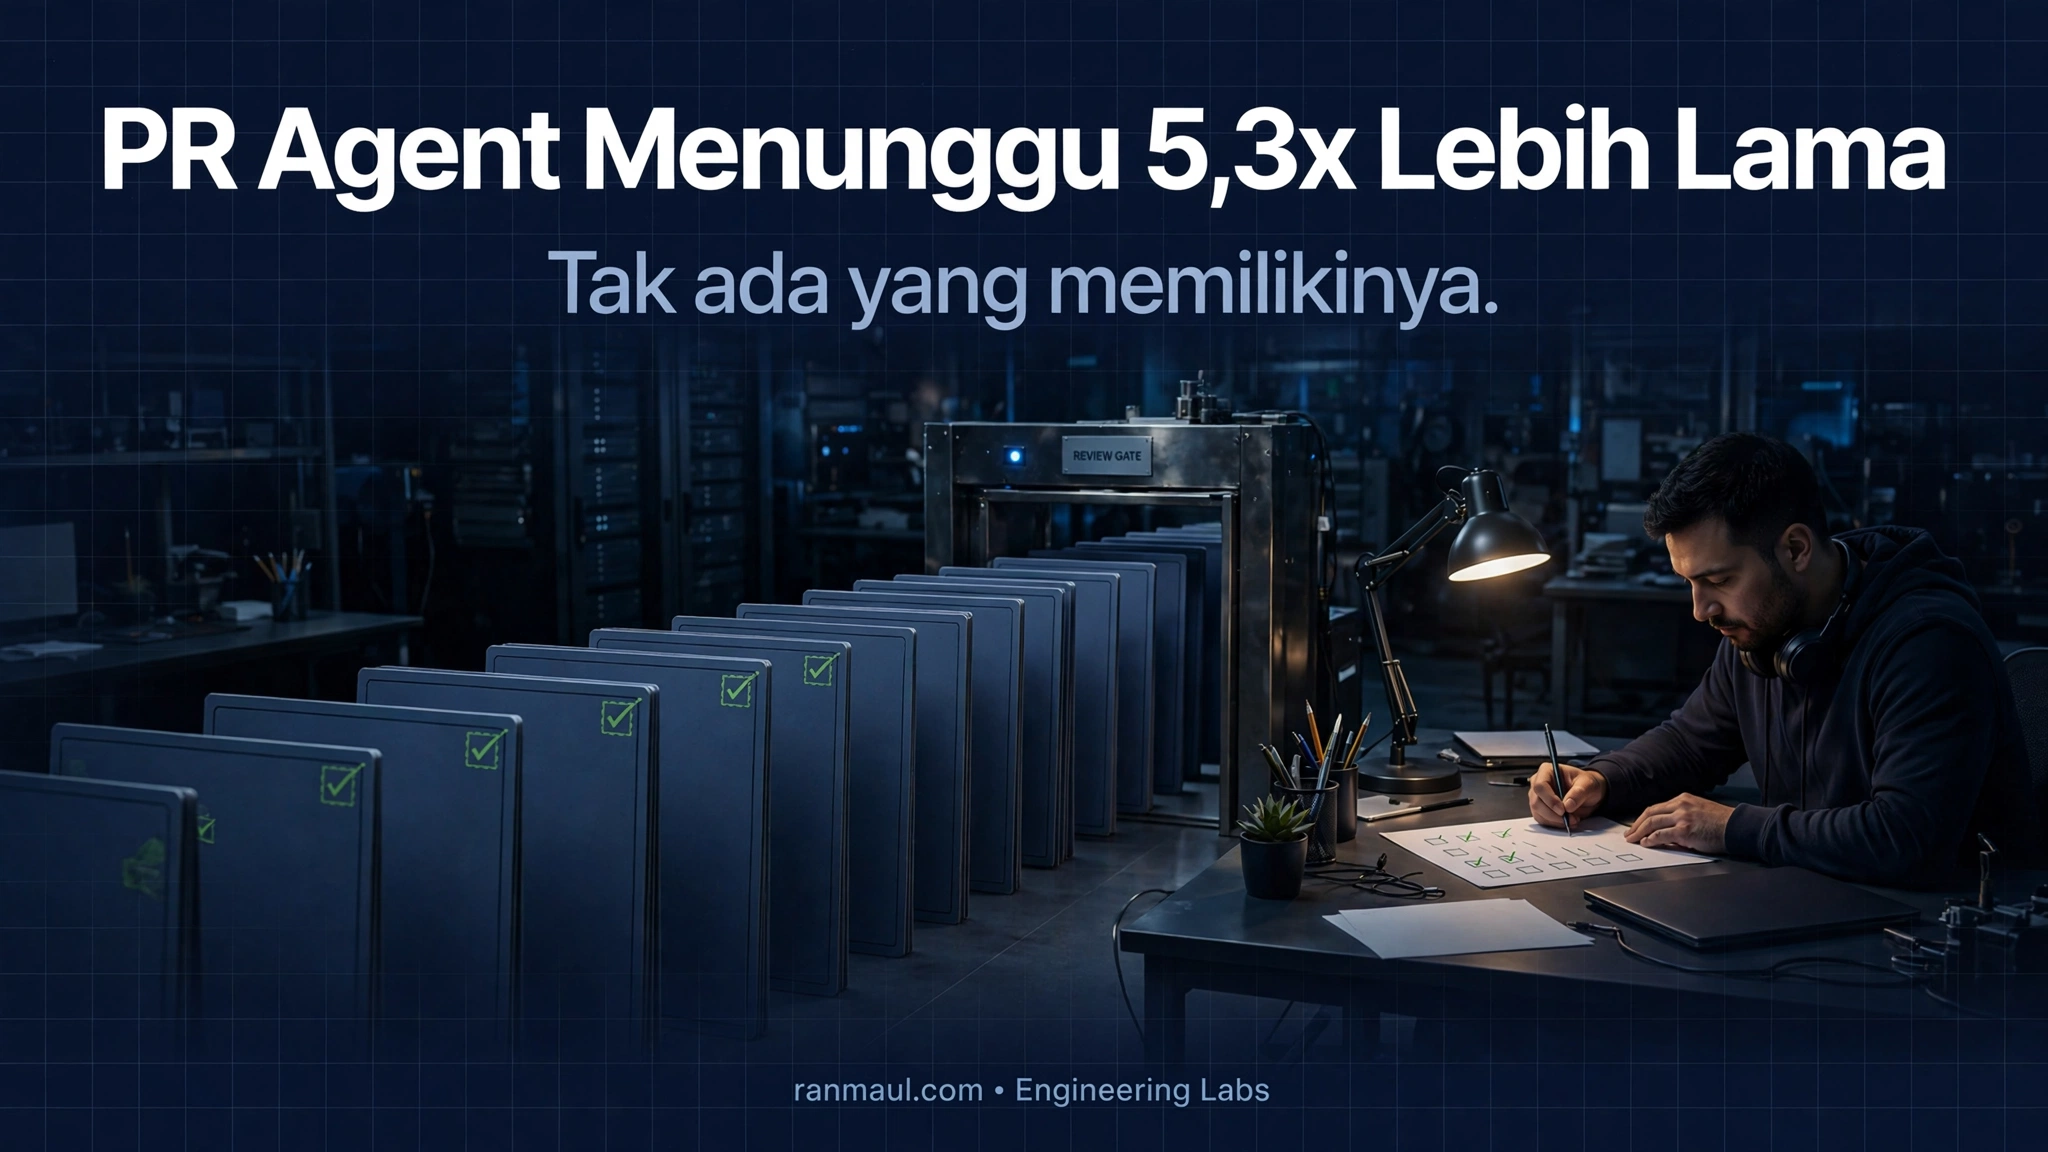 PR Agent Menunggu 5,3x Lebih Lama
Tak ada yang memilikinya.
REVIEW GATE
ranmaul.com • Engineering Labs